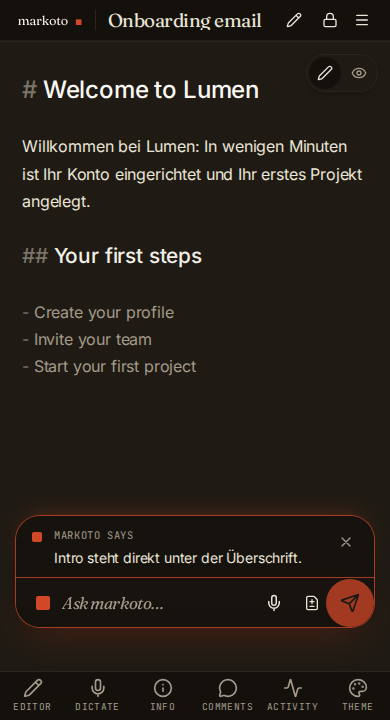 markoto
Onboarding email
# Welcome to Lumen
Willkommen bei Lumen: In wenigen Minuten
ist Ihr Konto eingerichtet und Ihr erstes Projekt
angelegt.
## Your first steps
- Create your profile
- Invite your team
- Start your first project
MARKOTO SAYS
Intro steht direkt unter der Überschrift.
Ask markoto...
EDITOR
DICTATE
INFO
COMMENTS
ACTIVITY
THEME